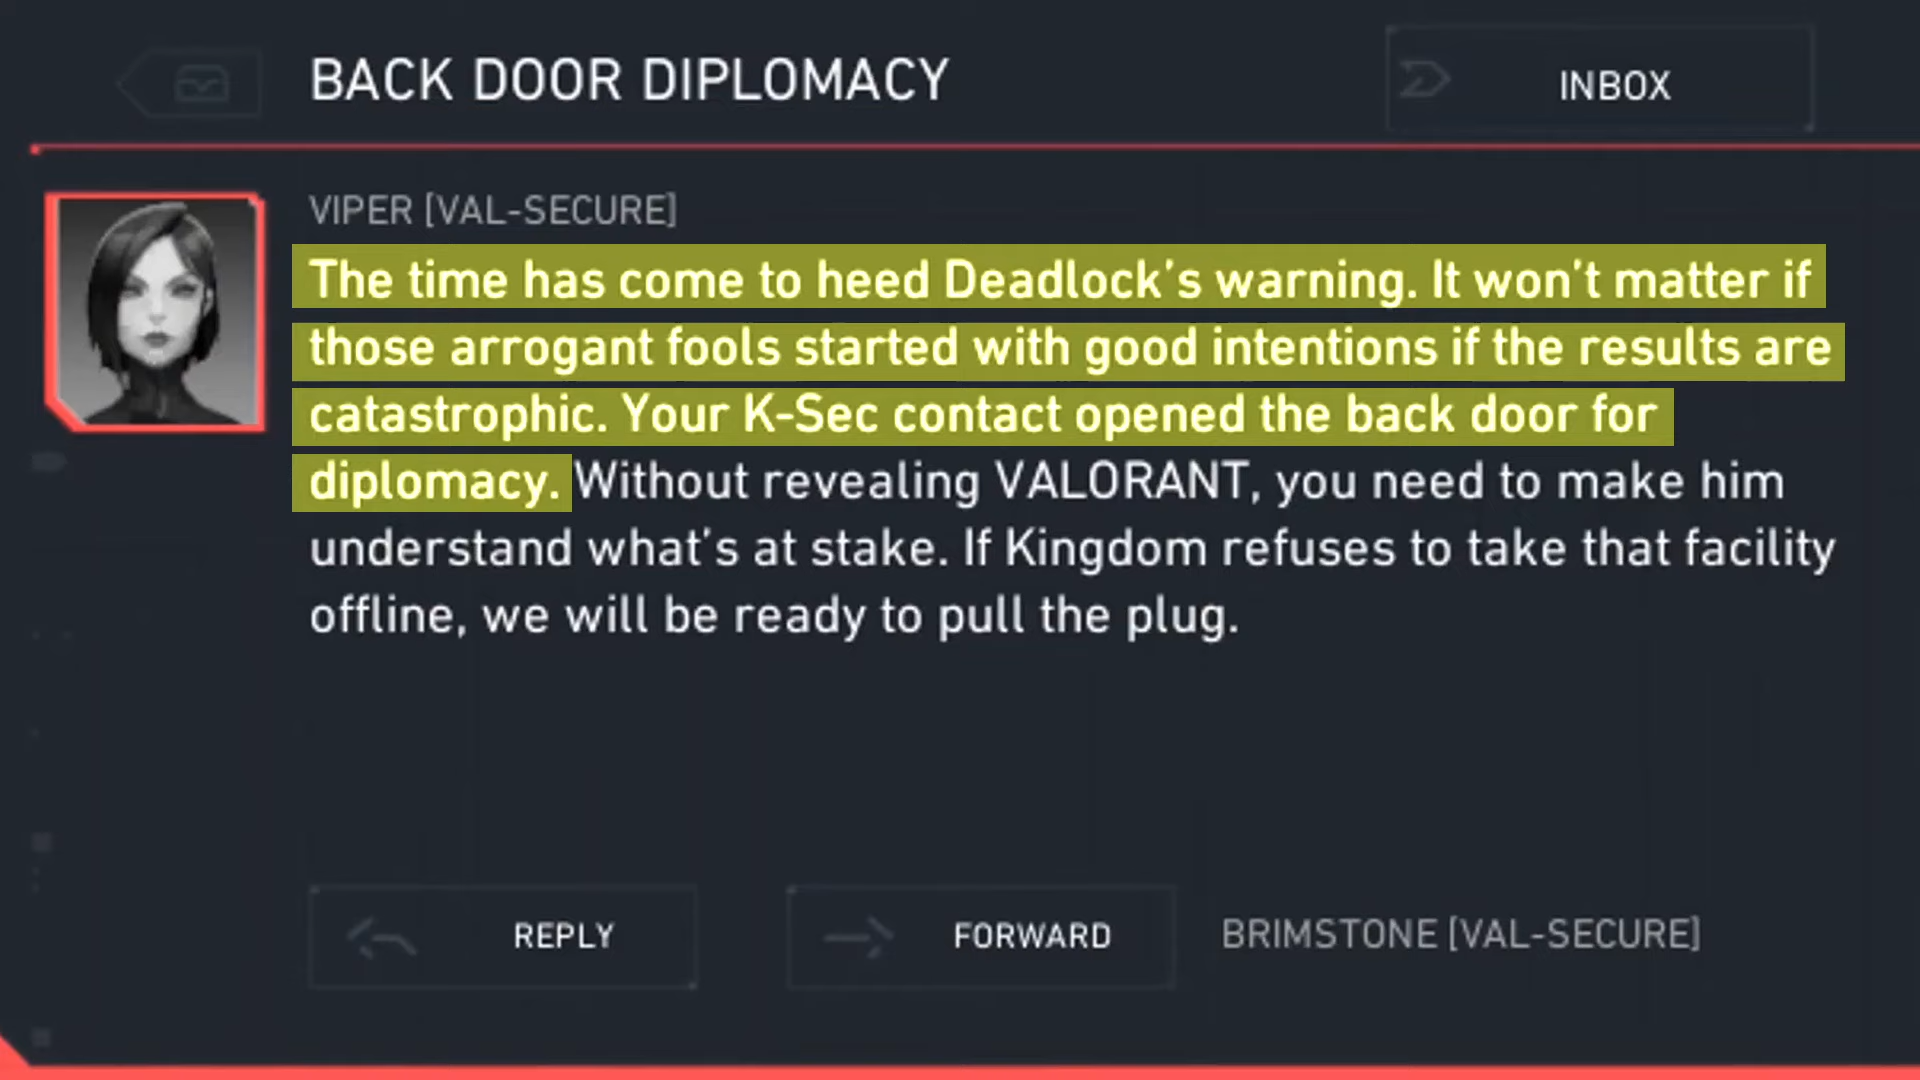 BACK DOOR DIPLOMACY
INBOX
VIPER [VAL-SECURE]
The time has come to heed Deadlock's warning. It won't matter if
those arrogant fools started with good intentions if the results are
catastrophic. Your K-Sec contact opened the back door for
diplomacy. Without revealing VALORANT, you need to make him
understand what's at stake. If Kingdom refuses to take that facility
offline, we will be ready to pull the plug.
REPLY
FORWARD
BRIMSTONE [VAL-SECURE]